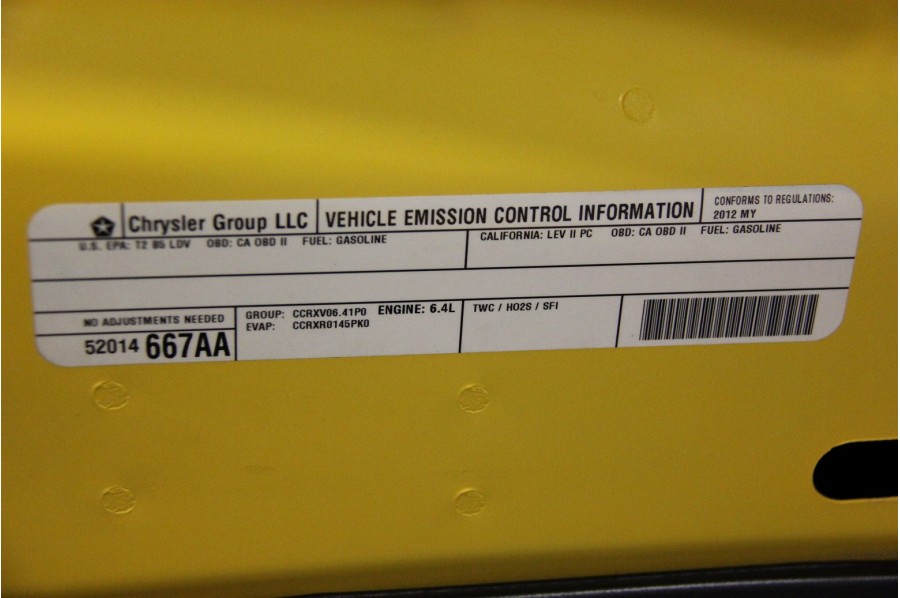 Chrysler Group LLC VEHICLE EMISSION CONTROL INFORMATION CONFORMS TO REGULATIONS:
2012 MY
U.S. EPA: T2 B5 LDV OBD: CA OBD II FUEL: GASOLINE CALIFORNIA: LEV II PC OBD: CA OBD II FUEL: GASOLINE
NO ADJUSTMENTS NEEDED
52014 667AA
GROUP: CCRXV06.41P0 ENGINE: 6.4L
EVAP: CCRXR0145PK0
TWC / HO2S / SFI